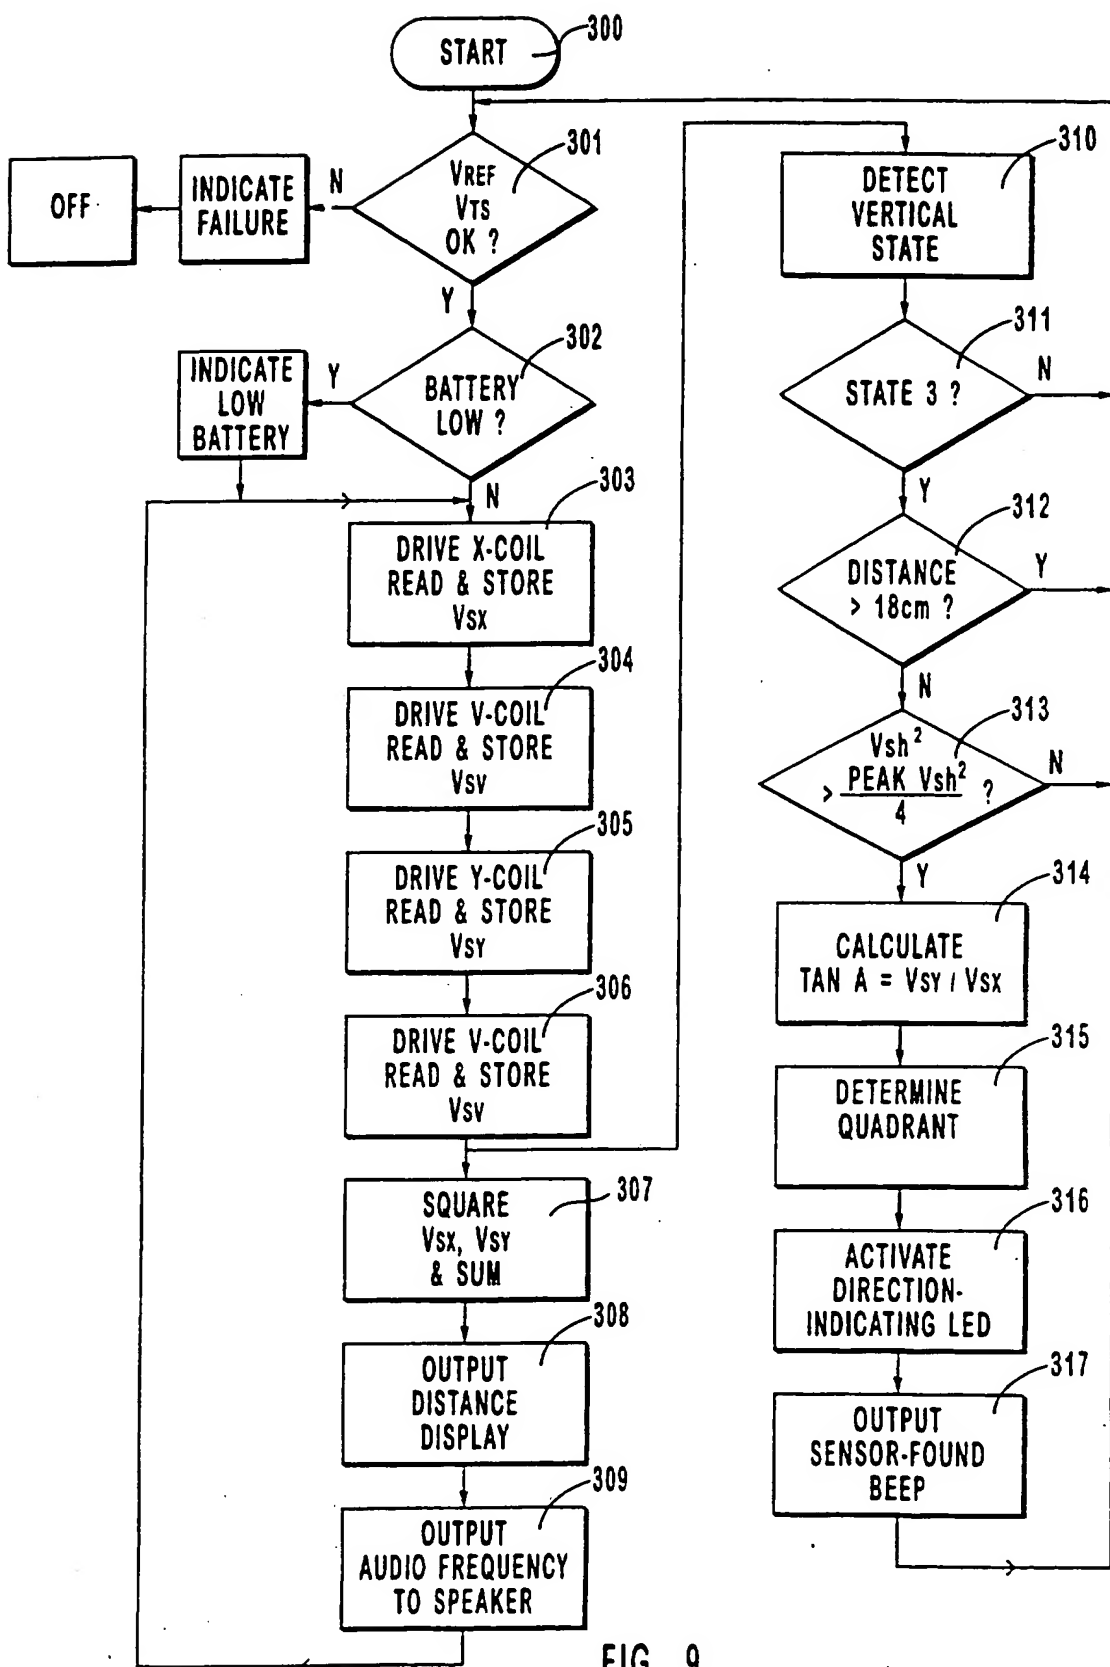 START
300
301
VREF
VTS
OK ?
N
INDICATE
FAILURE
OFF
Y
302
BATTERY
LOW ?
Y
INDICATE
LOW
BATTERY
N
303
DRIVE X-COIL
READ & STORE
VSX
304
DRIVE V-COIL
READ & STORE
VSV
305
DRIVE Y-COIL
READ & STORE
VSY
306
DRIVE V-COIL
READ & STORE
VSV
307
SQUARE
VSX, VSY
& SUM
308
OUTPUT
DISTANCE
DISPLAY
309
OUTPUT
AUDIO FREQUENCY
TO SPEAKER
310
DETECT
VERTICAL
STATE
311
STATE 3 ?
N
Y
312
DISTANCE
> 18cm ?
Y
N
313
Vsh²
> PEAK Vsh² ?
4
N
Y
314
CALCULATE
TAN A = VSY / VSX
315
DETERMINE
QUADRANT
316
ACTIVATE
DIRECTION-
INDICATING LED
317
OUTPUT
SENSOR-FOUND
BEEP
FIG. 9